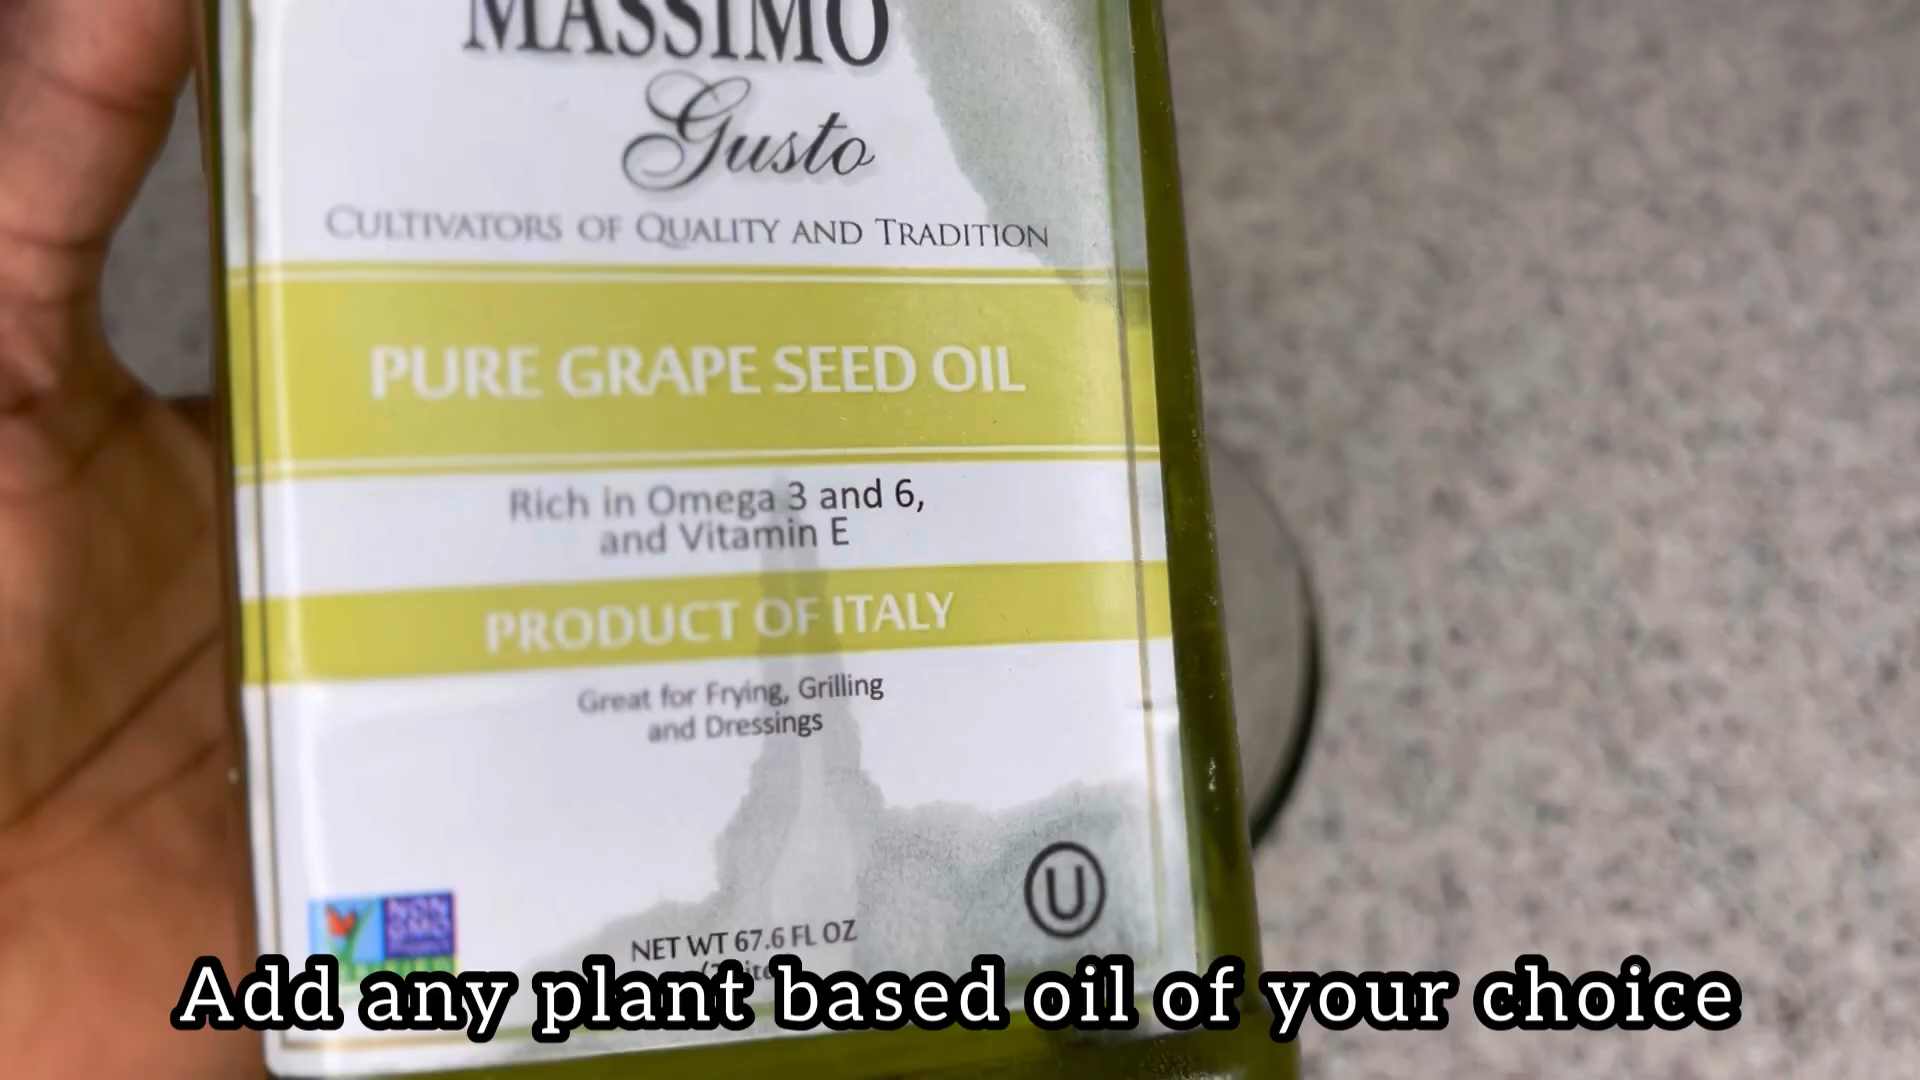 MASSIMO
Gusto
CULTIVATORS OF QUALITY AND TRADITION
PURE GRAPE SEED OIL
Rich in Omega 3 and 6,
and Vitamin E
PRODUCT OF ITALY
Great for Frying, Grilling
and Dressings
U
NON
GMO
NET WT 67.6 FL OZ
Add any plant based oil of your choice